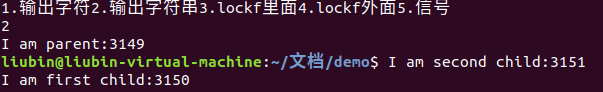 1.输出字符2.输出字符串3.lockf里面4.lockf外面5.信号
2
I am parent:3149
liubin@liubin-virtual-machine:~/文档/demo$ I am second child:3151
I am first child:3150